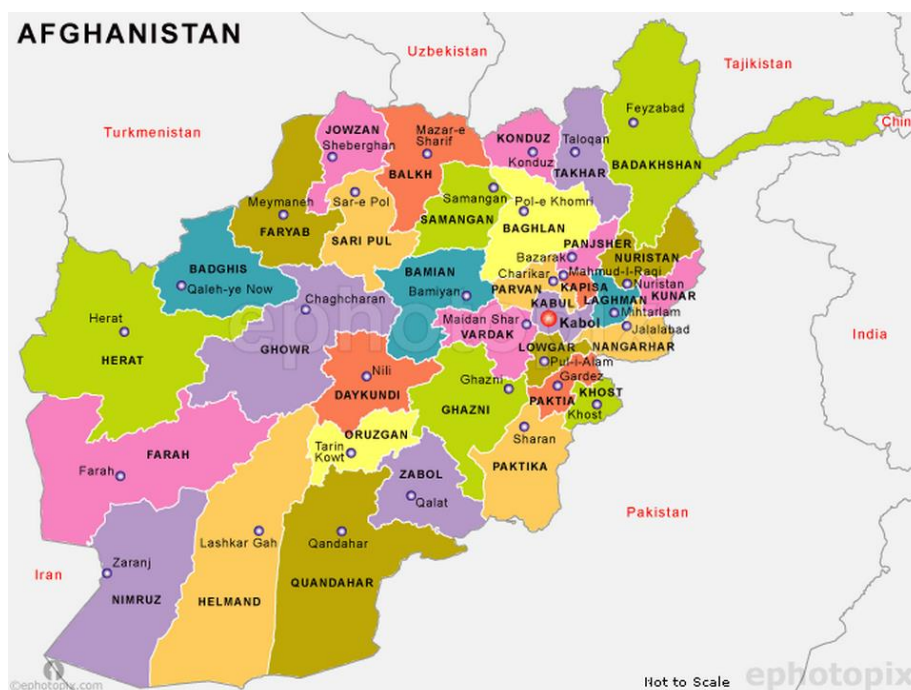 AFGHANISTAN
Uzbekistan
Tajikistan
Turkmenistan
Chin
Feyzabad
BADAKHSHAN
JOWZAN
Sheberghan
Mazar-e
Sharif
BALKH
KONDUZ
Konduz
Taloqan
TAKHAR
Meymaneh
FARYAB
Sar-e Pol
SARI PUL
Samangan
SAMANGAN
Pol-e Khomri
BAGHLAN
PANJSHER
Bazarak
NURISTAN
Nuristan
KUNAR
BADGHIS
Qaleh-ye Now
BAMIAN
Bamiyan
Charikar
PARVAN
Mahmud-I-Raqi
KAPISA
LAGHMAN
Mihtarlam
KABUL
Kabol
Chaghcharan
GHOWR
Herat
HERAT
Maidan Shar
VARDAK
Jalalabad
NANGARHAR
LOWGAR
Pul-i-Alam
India
Nili
DAYKUNDI
Ghazni
GHAZNI
Gardez
PAKTIA
KHOST
Khost
ORUZGAN
Tarin
Kowt
Sharan
PAKTIKA
FARAH
Farah
ZABOL
Qalat
Pakistan
Lashkar Gah
Qandahar
Iran
Zaranj
NIMRUZ
HELMAND
QUANDAHAR
©ephotopix.com
Not to Scale
ephotopix